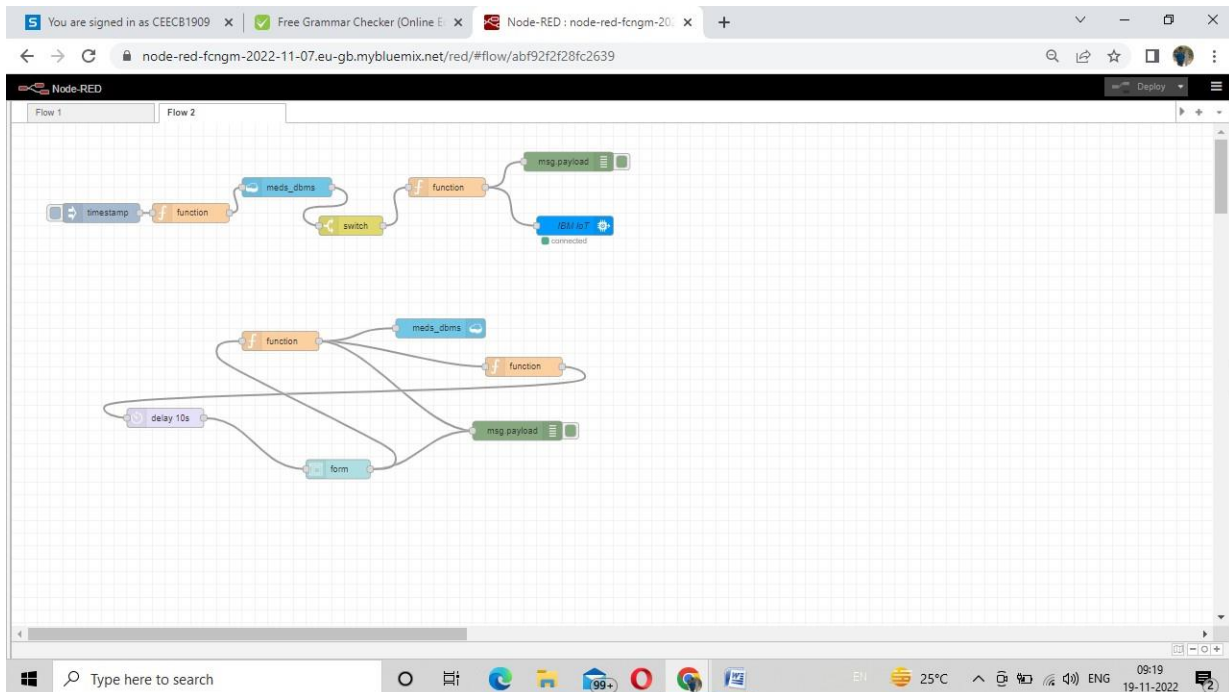 You are signed in as CEECB1909
Free Grammar Checker (Online E
Node-RED : node-red-fcngm-20
node-red-fcngm-2022-11-07.eu-gb.mybluemix.net/red/#flow/abf92f2f28fc2639
Node-RED
Deploy
Flow 1
Flow 2
msg.payload
meds_dbms
function
timestamp
function
switch
IBM IoT
connected
meds_dbms
function
function
delay 10s
msg.payload
form
Type here to search
99+
EN
25°C
ENG
09:19
19-11-2022
2